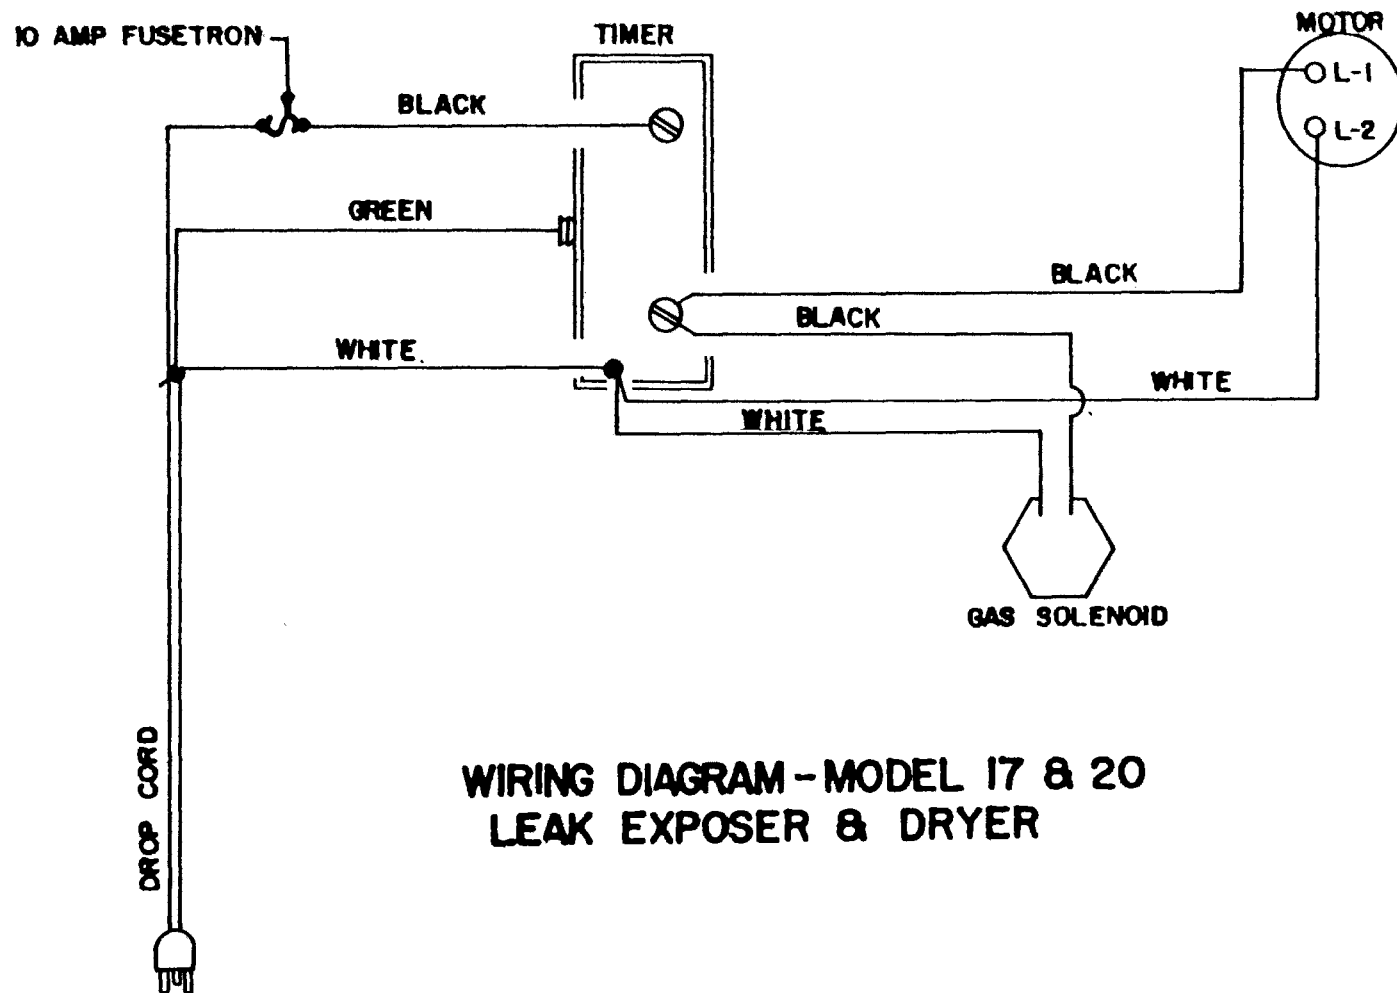 MOTOR
10 AMP FUSETRON
TIMER
L-1
BLACK
L-2
GREEN
BLACK
BLACK
WHITE
WHITE
WHITE
GAS SOLENOID
DROP CORD
WIRING DIAGRAM - MODEL 17 & 20
LEAK EXPOSER & DRYER